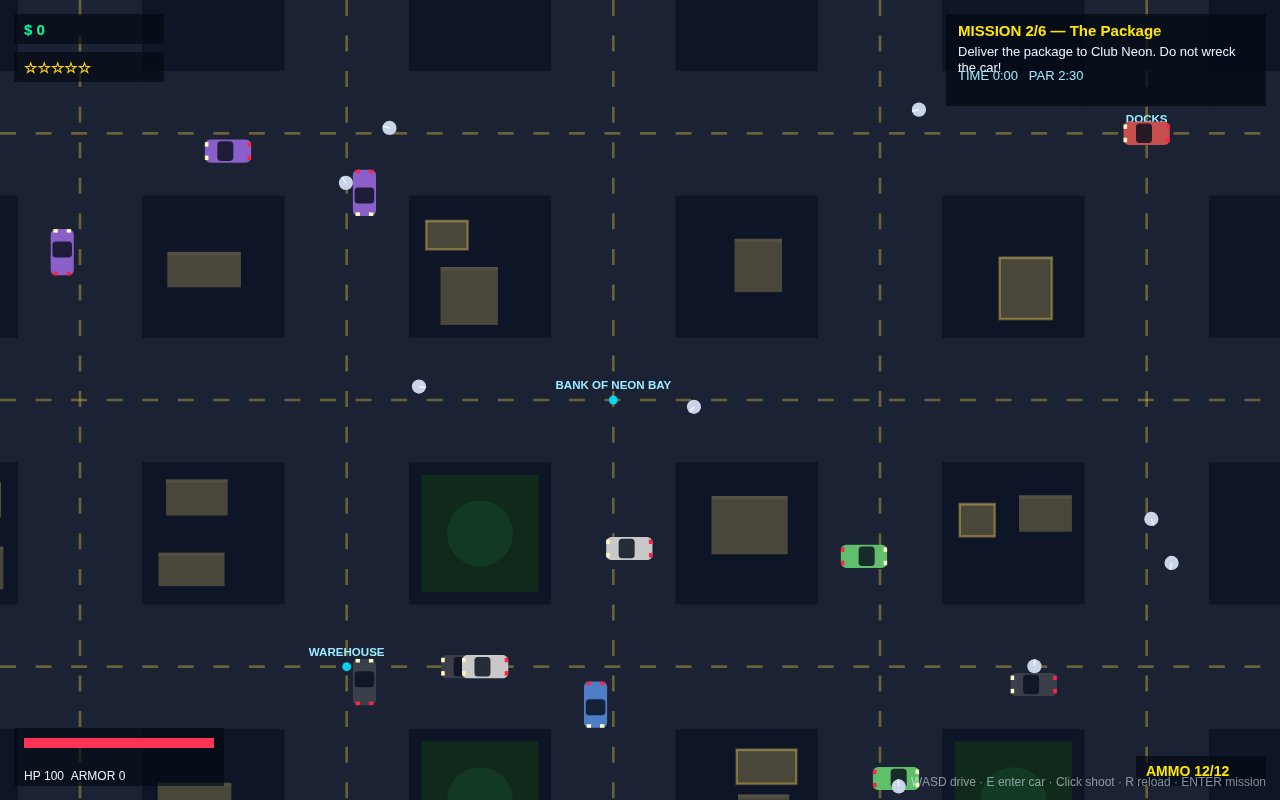 $ 0
☆☆☆☆☆
MISSION 2/6 — The Package
Deliver the package to Club Neon. Do not wreck
the car!
TIME 0:00 PAR 2:30
DOCKS
BANK OF NEON BAY
WAREHOUSE
HP 100 ARMOR 0
AMMO 12/12
WASD drive · E enter car · Click shoot · R reload · ENTER mission